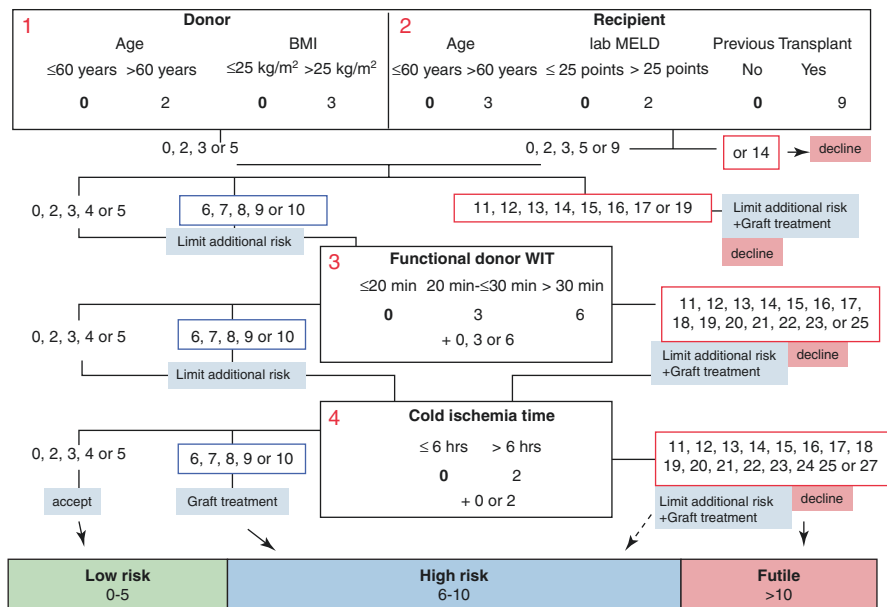 1 Donor
2 Recipient
Age BMI
Age lab MELD Previous Transplant
≤60 years >60 years ≤25 kg/m² >25 kg/m²
≤60 years >60 years ≤ 25 points > 25 points No Yes
0 2 0 3
0 3 0 2 0 9
0, 2, 3 or 5
0, 2, 3, 5 or 9
or 14
decline
0, 2, 3, 4 or 5
6, 7, 8, 9 or 10
Limit additional risk
11, 12, 13, 14, 15, 16, 17 or 19
Limit additional risk
+Graft treatment
decline
3 Functional donor WIT
≤20 min 20 min-≤30 min > 30 min
0 3 6
+ 0, 3 or 6
0, 2, 3, 4 or 5
6, 7, 8, 9 or 10
Limit additional risk
11, 12, 13, 14, 15, 16, 17,
18, 19, 20, 21, 22, 23, or 25
Limit additional risk
+Graft treatment
decline
4 Cold ischemia time
≤ 6 hrs > 6 hrs
0 2
+ 0 or 2
0, 2, 3, 4 or 5
6, 7, 8, 9 or 10
11, 12, 13, 14, 15, 16, 17, 18
19, 20, 21, 22, 23, 24 25 or 27
accept
Graft treatment
Limit additional risk
+Graft treatment
decline
Low risk
0-5
High risk
6-10
Futile
>10